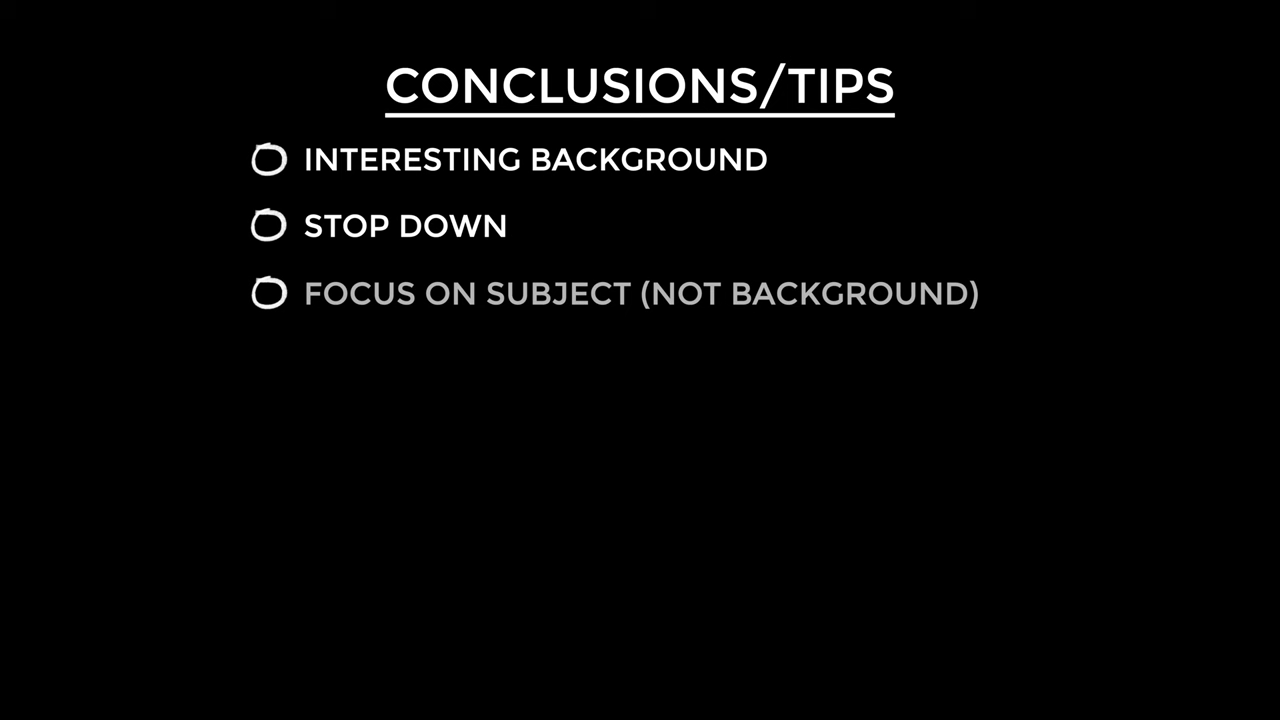 CONCLUSIONS/TIPS
INTERESTING BACKGROUND
STOP DOWN
FOCUS ON SUBJECT (NOT BACKGROUND)